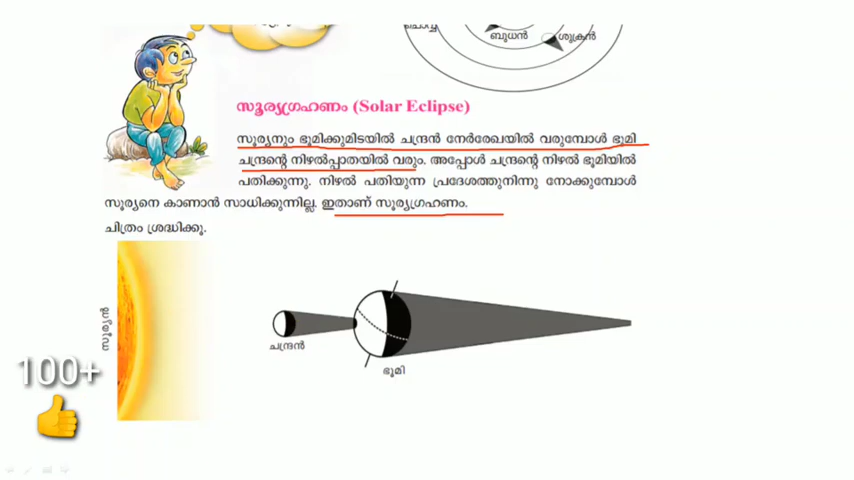 ചൊവ്വ
ബുധൻ
ശുക്രൻ
സൂര്യഗ്രഹണം (Solar Eclipse)
സൂര്യനും ഭൂമിക്കുമിടയിൽ ചന്ദ്രൻ നേർരേഖയിൽ വരുമ്പോൾ ഭൂമി
ചന്ദ്രന്റെ നിഴൽപ്പാതയിൽ വരും. അപ്പോൾ ചന്ദ്രന്റെ നിഴൽ ഭൂമിയിൽ
പതിക്കുന്നു. നിഴൽ പതിയുന്ന പ്രദേശത്തുനിന്നു നോക്കുമ്പോൾ
സൂര്യനെ കാണാൻ സാധിക്കുന്നില്ല. ഇതാണ് സൂര്യഗ്രഹണം.
ചിത്രം ശ്രദ്ധിക്കൂ.
സൂര്യൻ
ചന്ദ്രൻ
ഭൂമി
100+